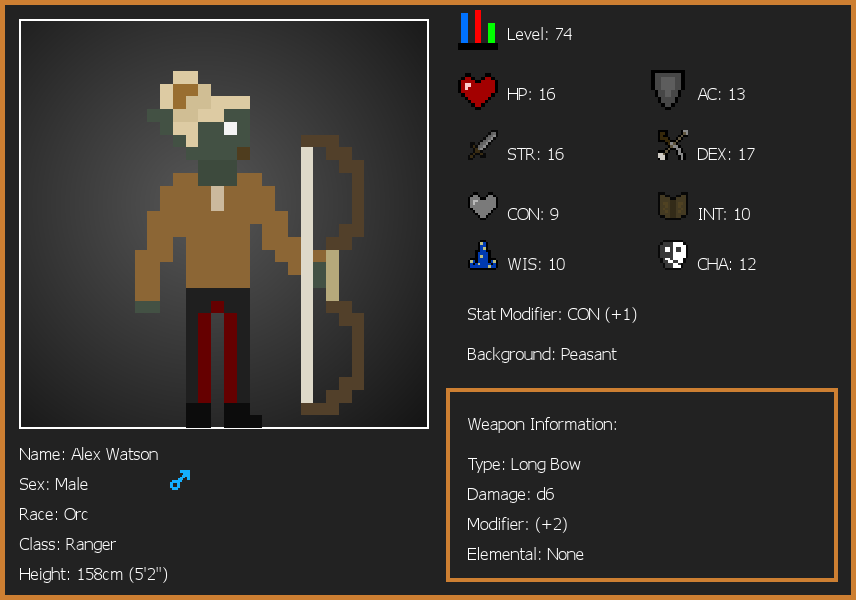 Level: 74
HP: 16
AC: 13
STR: 16
DEX: 17
CON: 9
INT: 10
WIS: 10
CHA: 12
Stat Modifier: CON (+1)
Background: Peasant
Weapon Information:
Type: Long Bow
Damage: d6
Modifier: (+2)
Elemental: None
Name: Alex Watson
Sex: Male
Race: Orc
Class: Ranger
Height: 158cm (5'2")